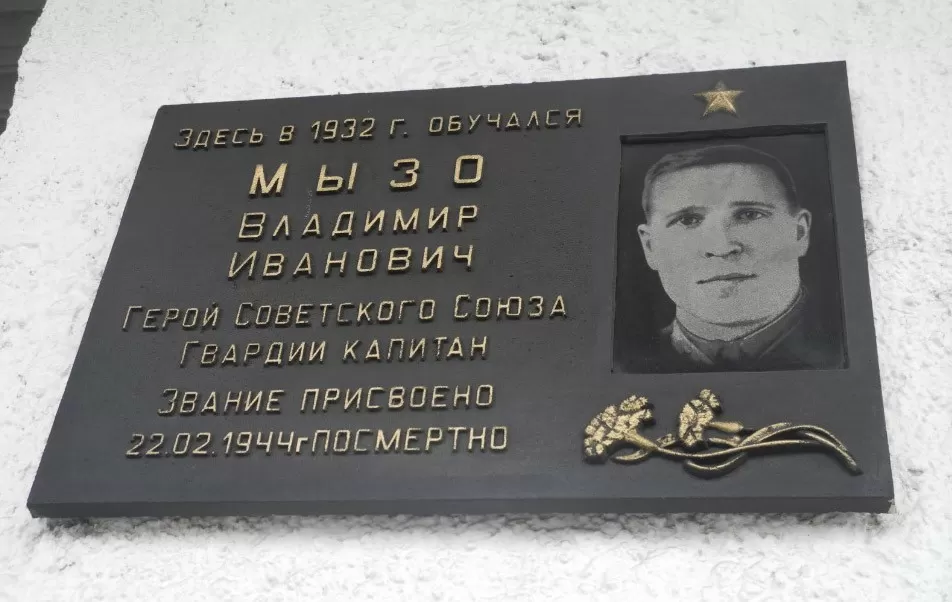 Здесь в 1932 г. обучался
МЫЗО
Владимир
Иванович
Герой Советского Союза
Гвардии капитан
Звание присвоено
22.02.1944г посмертно